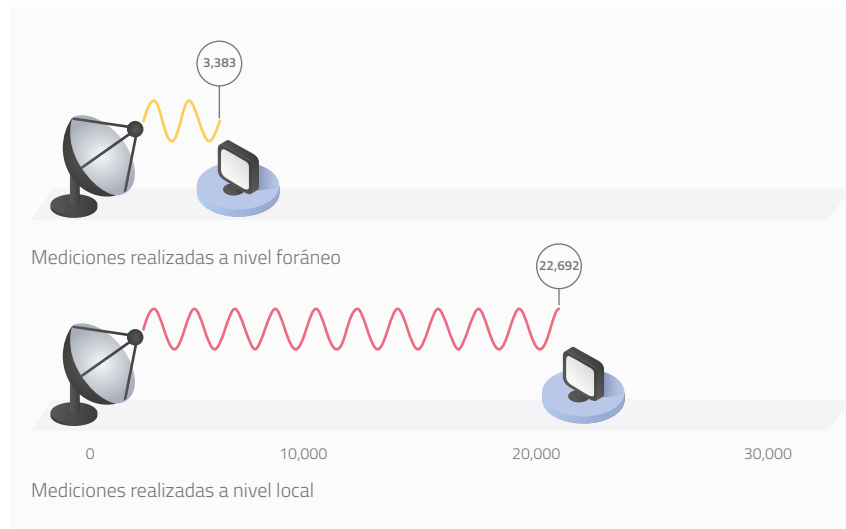 3,383
Mediciones realizadas a nivel foráneo
22,692
0 10,000 20,000 30,000
Mediciones realizadas a nivel local